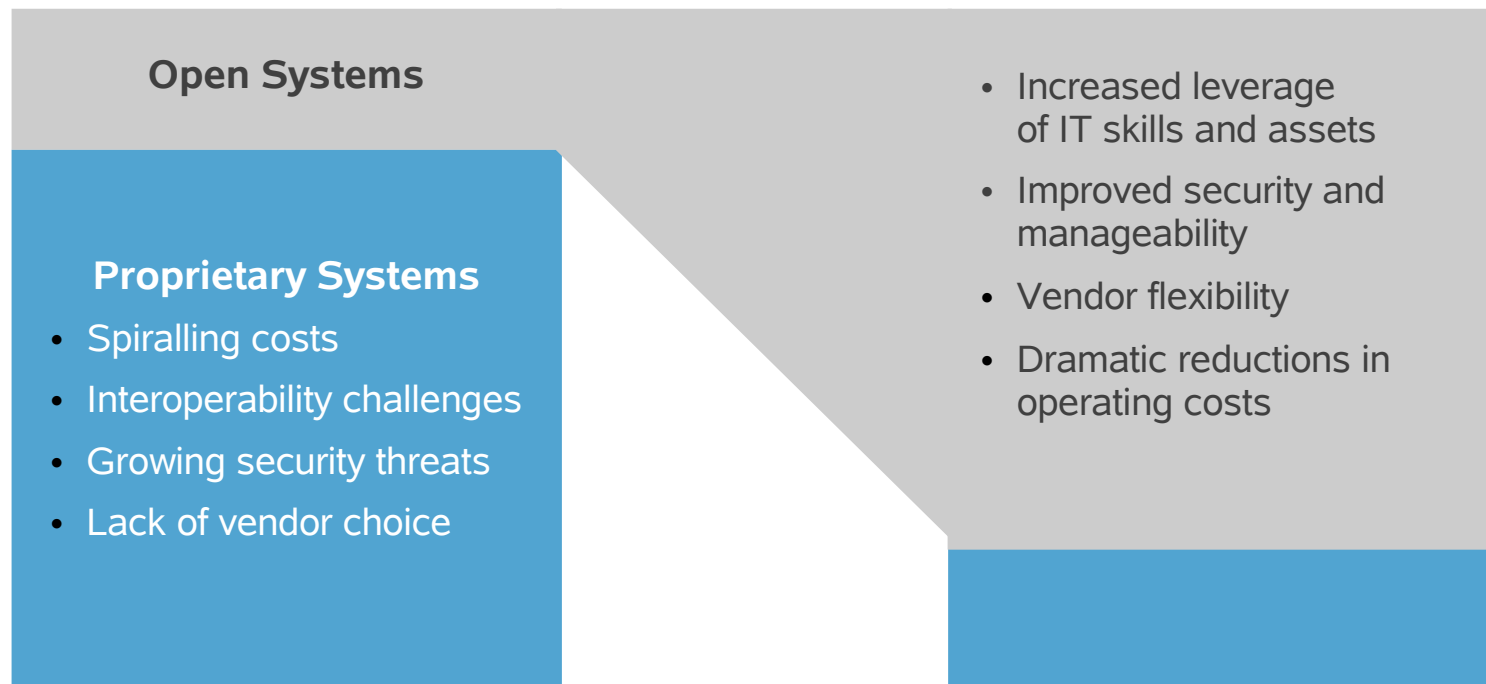 Open Systems
Proprietary Systems
• Spiralling costs
• Interoperability challenges
• Growing security threats
• Lack of vendor choice
• Increased leverage
of IT skills and assets
• Improved security and
manageability
• Vendor flexibility
• Dramatic reductions in
operating costs